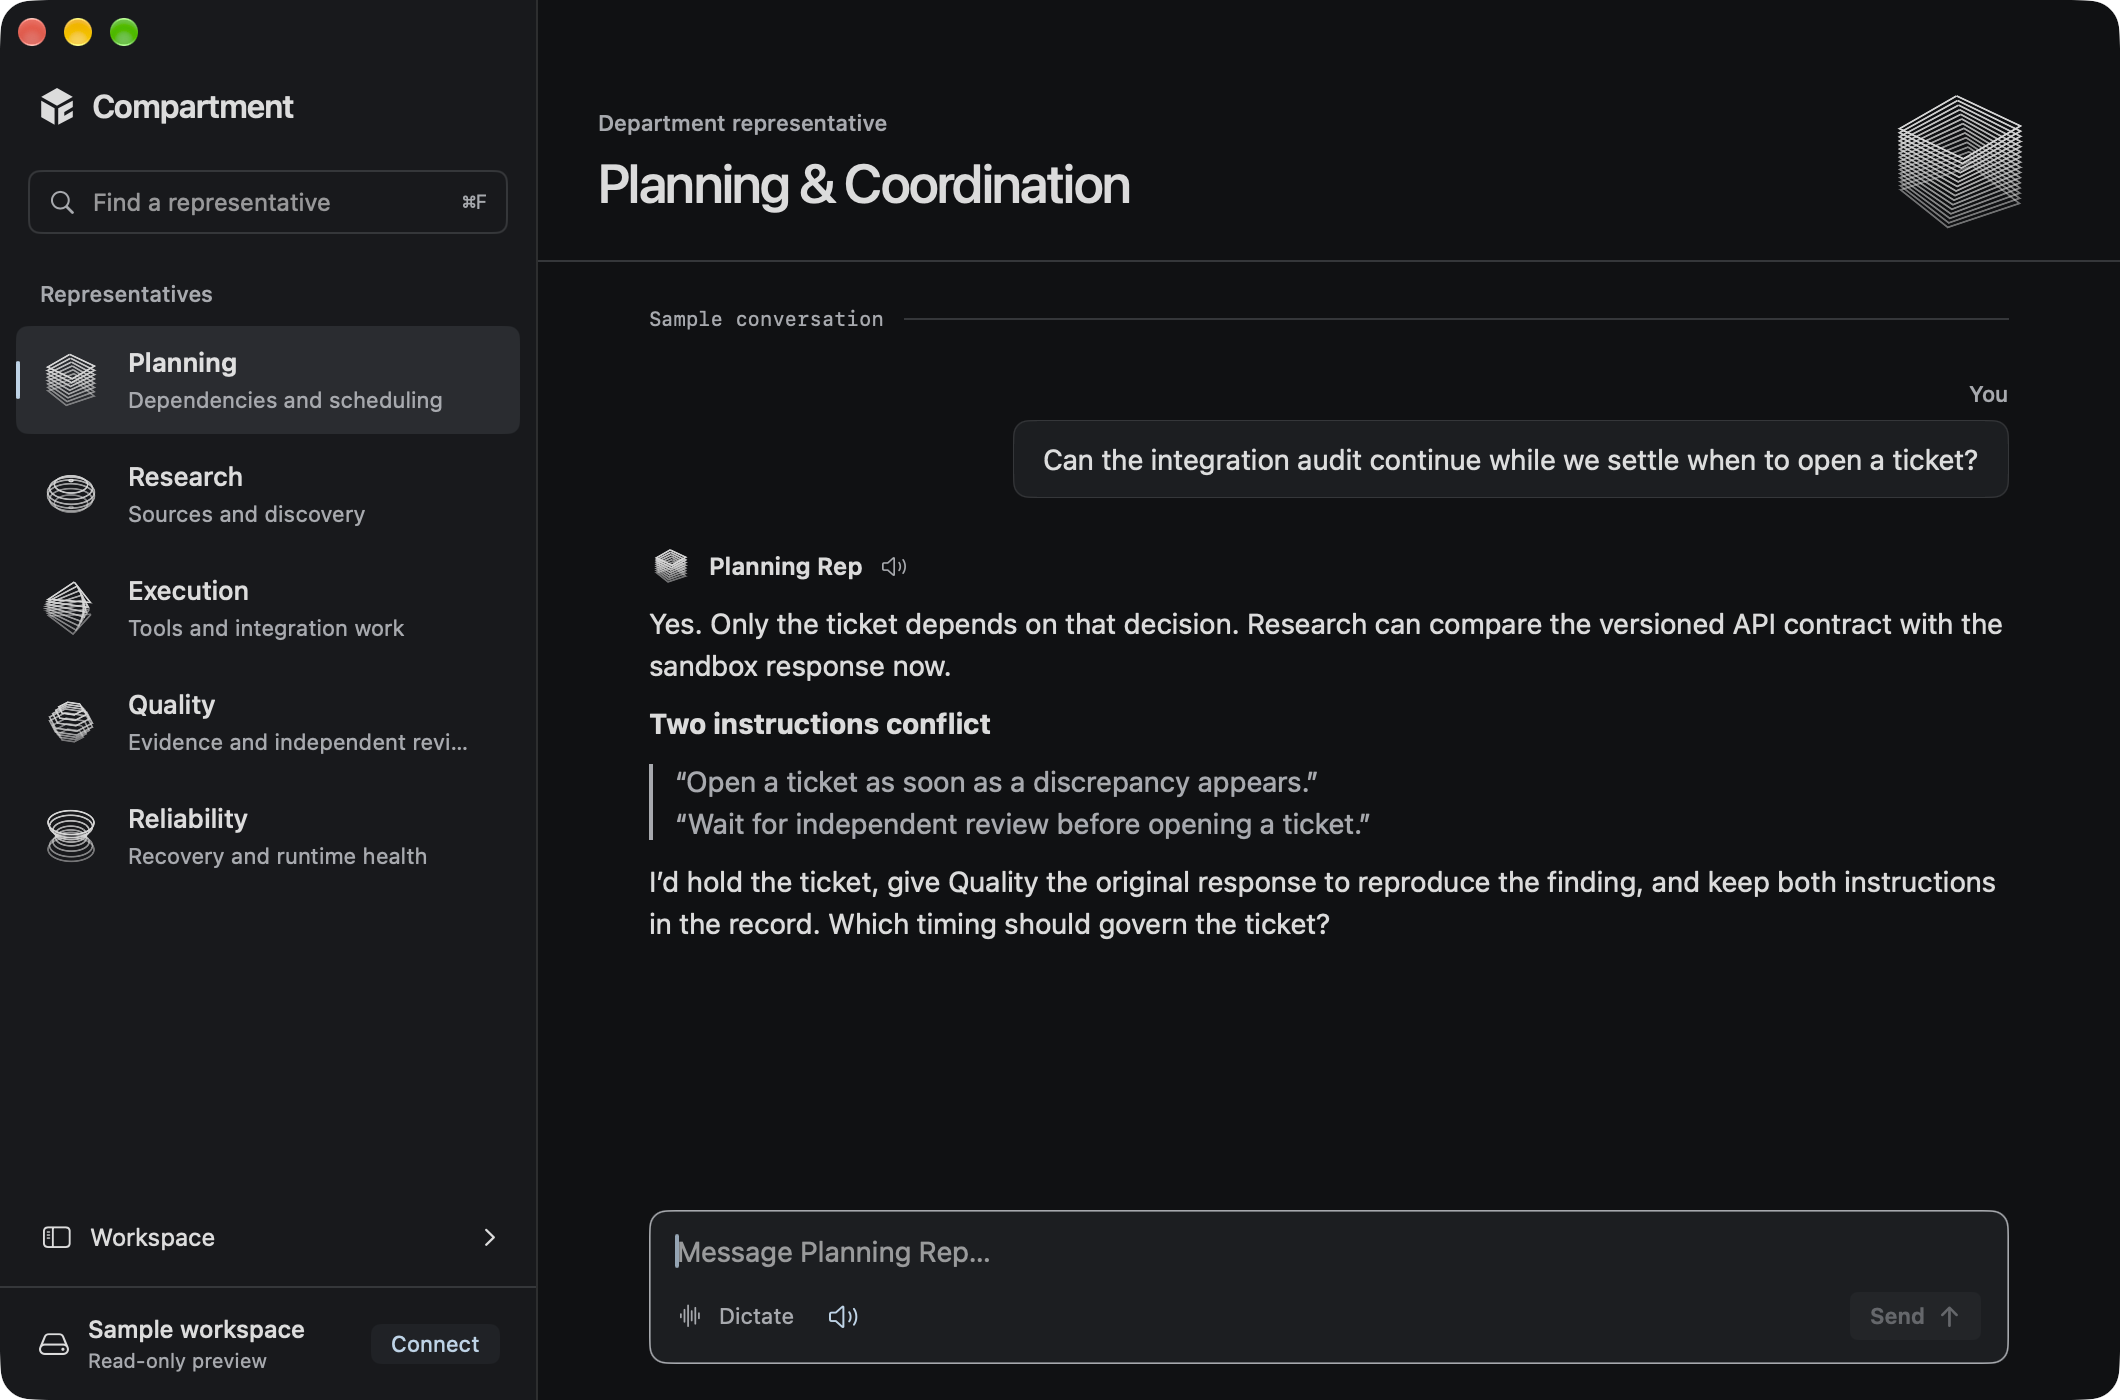 Compartment
Find a representative ⌘F
Representatives
Planning
Dependencies and scheduling
Research
Sources and discovery
Execution
Tools and integration work
Quality
Evidence and independent revi...
Reliability
Recovery and runtime health
Workspace
Sample workspace
Read-only preview
Connect
Department representative
Planning & Coordination
Sample conversation
You
Can the integration audit continue while we settle when to open a ticket?
Planning Rep
Yes. Only the ticket depends on that decision. Research can compare the versioned API contract with the
sandbox response now.
Two instructions conflict
“Open a ticket as soon as a discrepancy appears.”
“Wait for independent review before opening a ticket.”
I’d hold the ticket, give Quality the original response to reproduce the finding, and keep both instructions
in the record. Which timing should govern the ticket?
Message Planning Rep...
Dictate
Send